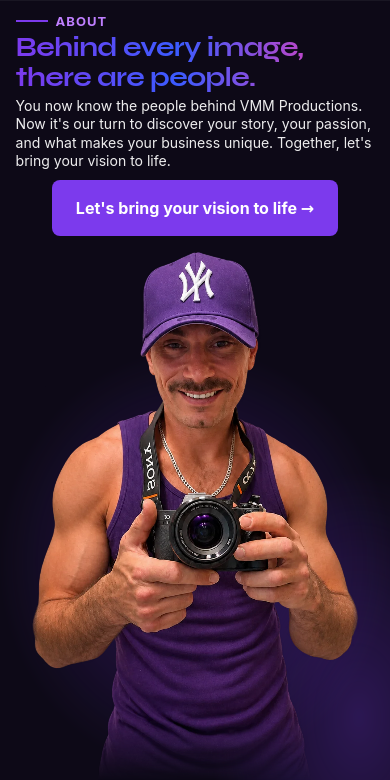 ABOUT
Behind every image,
there are people.
You now know the people behind VMM Productions.
Now it's our turn to discover your story, your passion,
and what makes your business unique. Together, let's
bring your vision to life.
Let's bring your vision to life →
NY
SONY